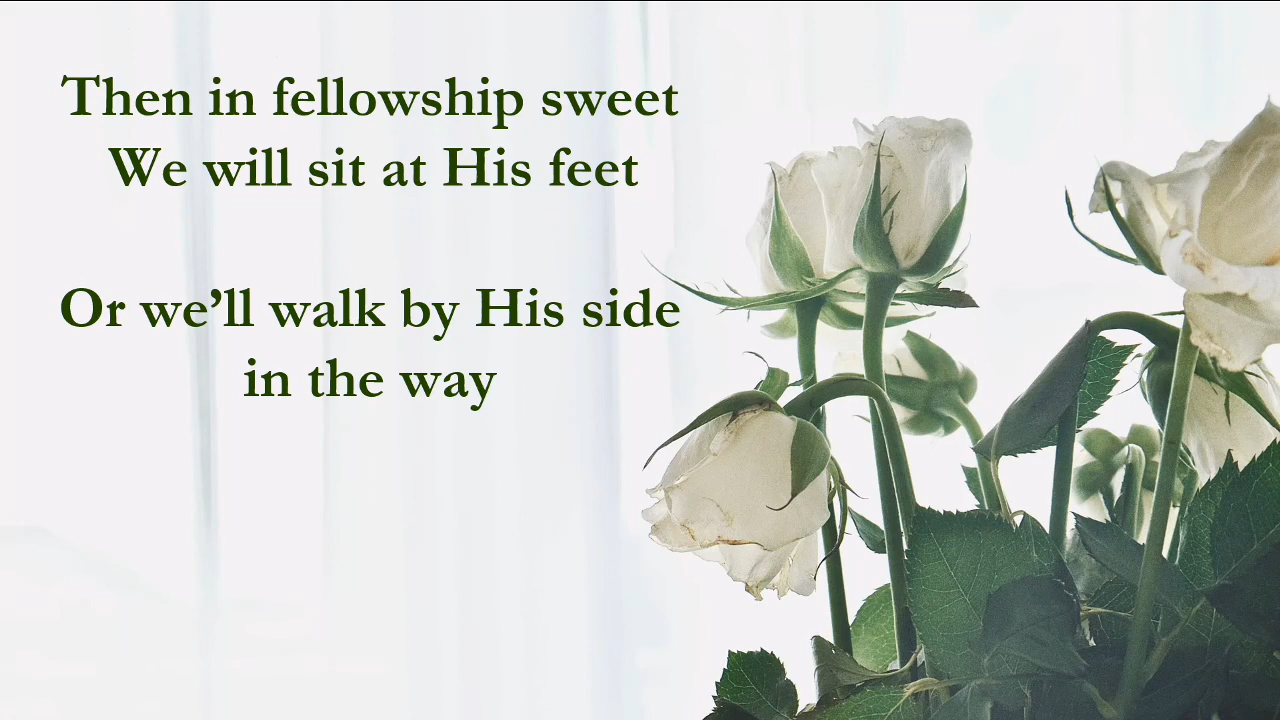 Then in fellowship sweet
We will sit at His feet
Or we’ll walk by His side
in the way